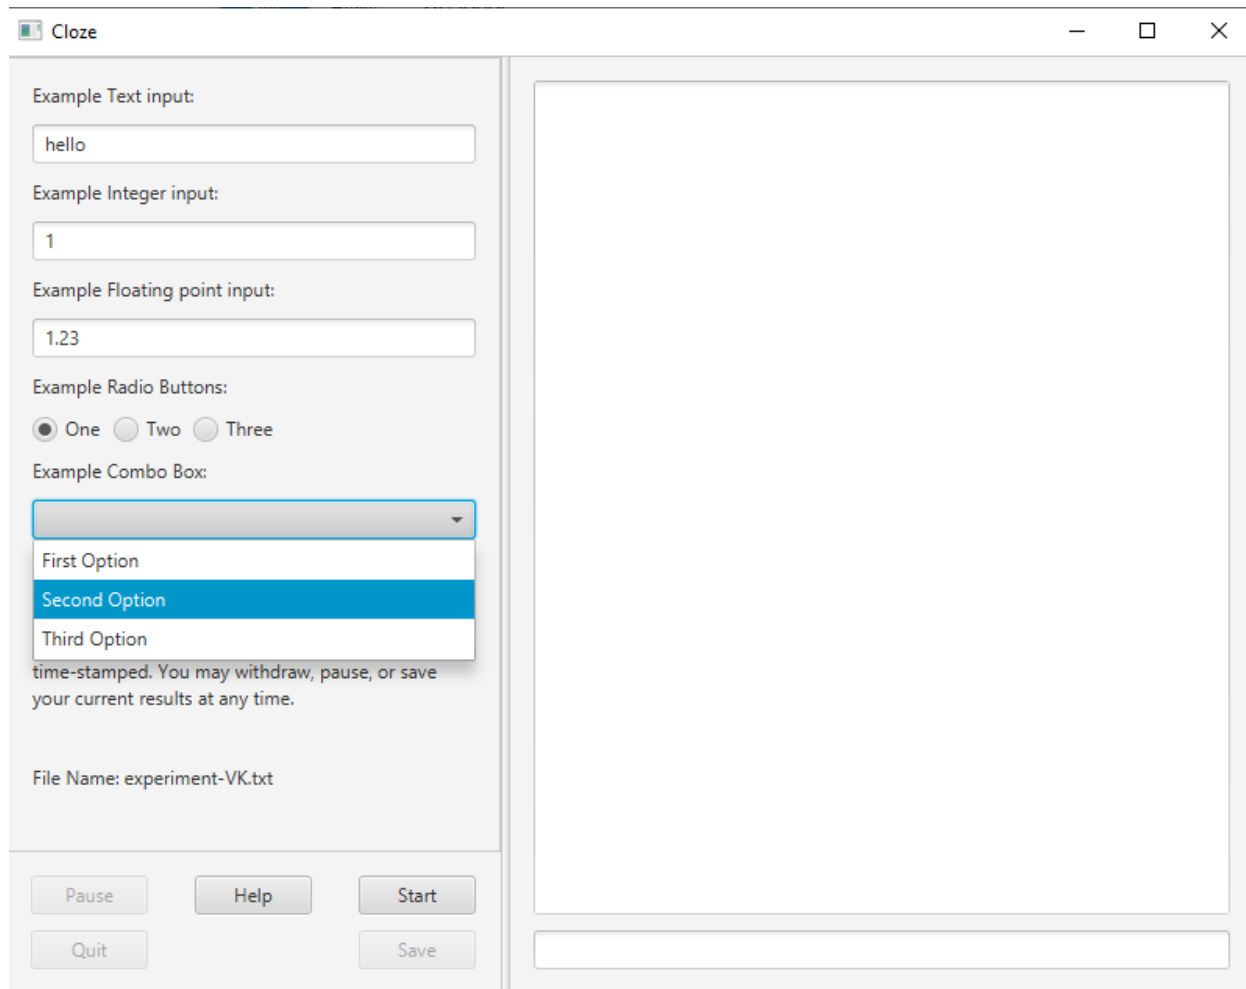 Cloze
Example Text input:
hello
Example Integer input:
1
Example Floating point input:
1.23
Example Radio Buttons:
One Two Three
Example Combo Box:
First Option
Second Option
Third Option
time-stamped. You may withdraw, pause, or save
your current results at any time.
File Name: experiment-VK.txt
Pause Help Start
Quit Save